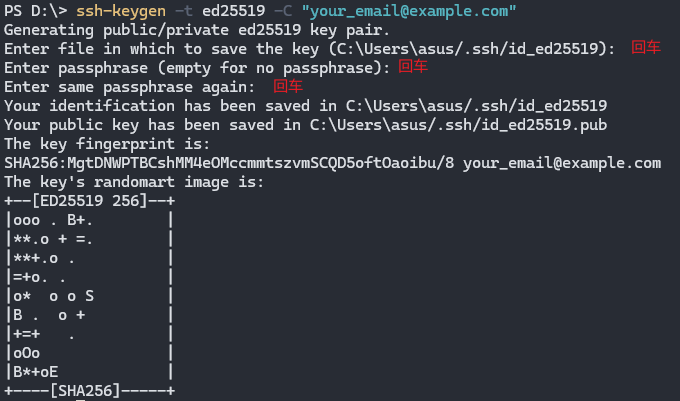 PS D:\> ssh-keygen -t ed25519 -C "your_email@example.com"
Generating public/private ed25519 key pair.
Enter file in which to save the key (C:\Users\asus/.ssh/id_ed25519): 回车
Enter passphrase (empty for no passphrase): 回车
Enter same passphrase again: 回车
Your identification has been saved in C:\Users\asus/.ssh/id_ed25519
Your public key has been saved in C:\Users\asus/.ssh/id_ed25519.pub
The key fingerprint is:
SHA256:MgtDNWPTBCshMM4eOMccmmtszvmSCQD5oftOaoibu/8 your_email@example.com
The key's randomart image is:
+--[ED25519 256]--+
|ooo . B+.        |
|**.o + =.        |
|**+.o .          |
|=+o. .           |
|o*  o o S        |
|B .  o +         |
|+=+   .          |
|oOo              |
|B*+oE            |
+----[SHA256]-----+